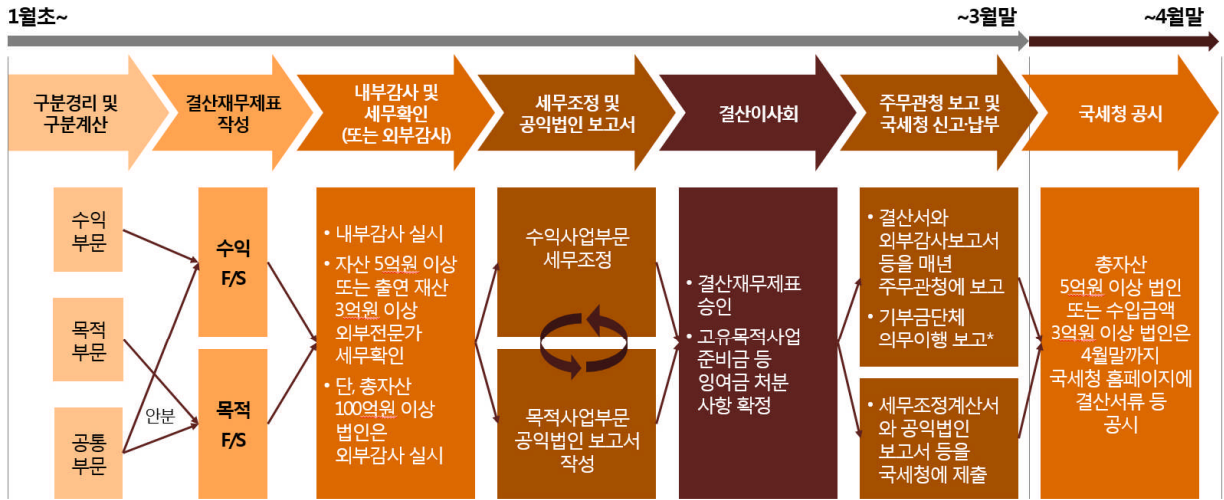 1월초~
~3월말
~4월말
구분경리 및
구분계산
결산재무제표
작성
내부감사 및
세무확인
(또는 외부감사)
세무조정 및
공익법인 보고서
결산이사회
주무관청 보고 및
국세청 신고·납부
국세청 공시
수익
부문
목적
부문
공통
부문
안분
수익
F/S
목적
F/S
• 내부감사 실시
• 자산 5억원 이상
또는 출연 재산
3억원 이상
외부전문가
세무확인
• 단, 총자산
100억원 이상
법인은
외부감사 실시
수익사업부문
세무조정
목적사업부문
공익법인 보고서
작성
• 결산재무제표
승인
• 고유목적사업
준비금 등
잉여금 처분
사항 확정
• 결산서와
외부감사보고서
등을 매년
주무관청에 보고
• 기부금단체
의무이행 보고*
• 세무조정계산서
와 공익법인
보고서 등을
국세청에 제출
총자산
5억원 이상 법인
또는 수입금액
3억원 이상 법인은
4월말까지
국세청 홈페이지에
결산서류 등
공시